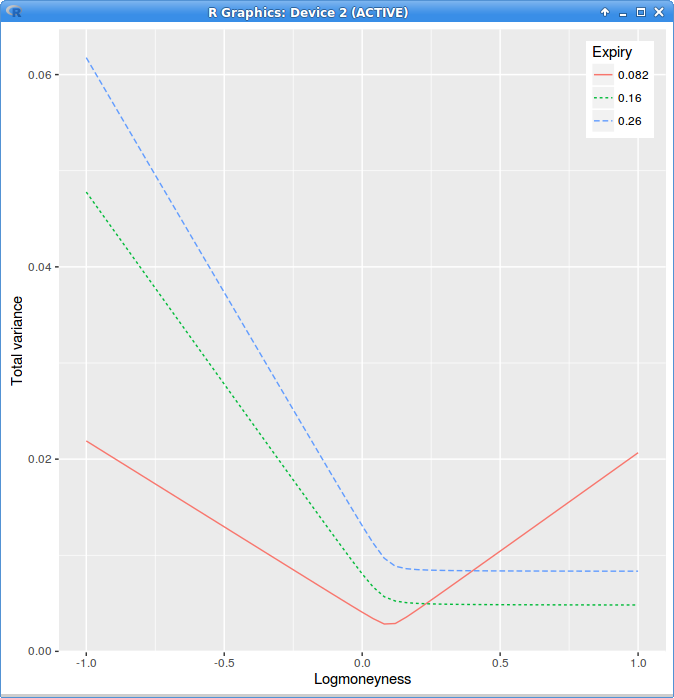 R Graphics: Device 2 (ACTIVE)
Expiry
0.082
0.16
0.26
0.06
0.04
0.02
0.00
Total variance
-1.0 -0.5 0.0 0.5 1.0
Logmoneyness